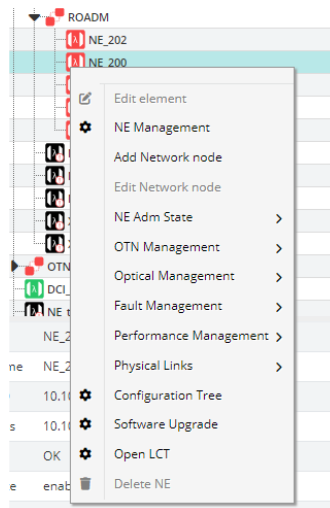 ROADM
NE_202
NE_200
Edit element
NE Management
Add Network node
Edit Network node
NE Adm State
OTN Management
OTN
Optical Management
DCI_
Fault Management
NE t
Performance Management
NE_2
Physical Links
me NE_2
Configuration Tree
10.10
Software Upgrade
s 10.10
Open LCT
OK
Delete NE
e enab